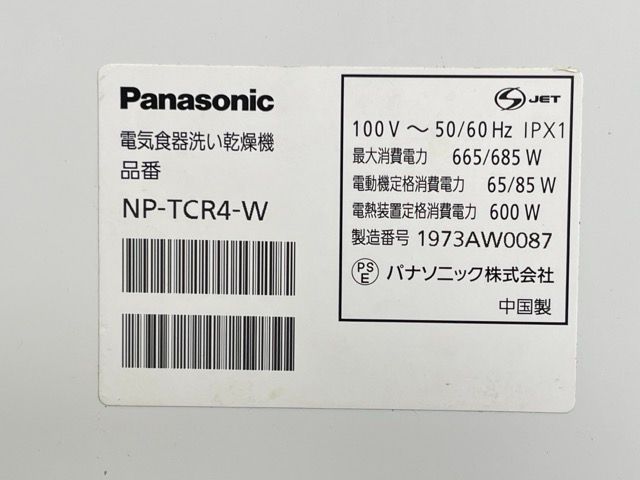 Panasonic
電気食器洗い乾燥機
品番
NP-TCR4-W
S JET
100V〜50/60Hz IPX1
最大消費電力 665/685W
電動機定格消費電力 65/85W
電熱装置定格消費電力 600W
製造番号 1973AW0087
PSE パナソニック株式会社
中国製